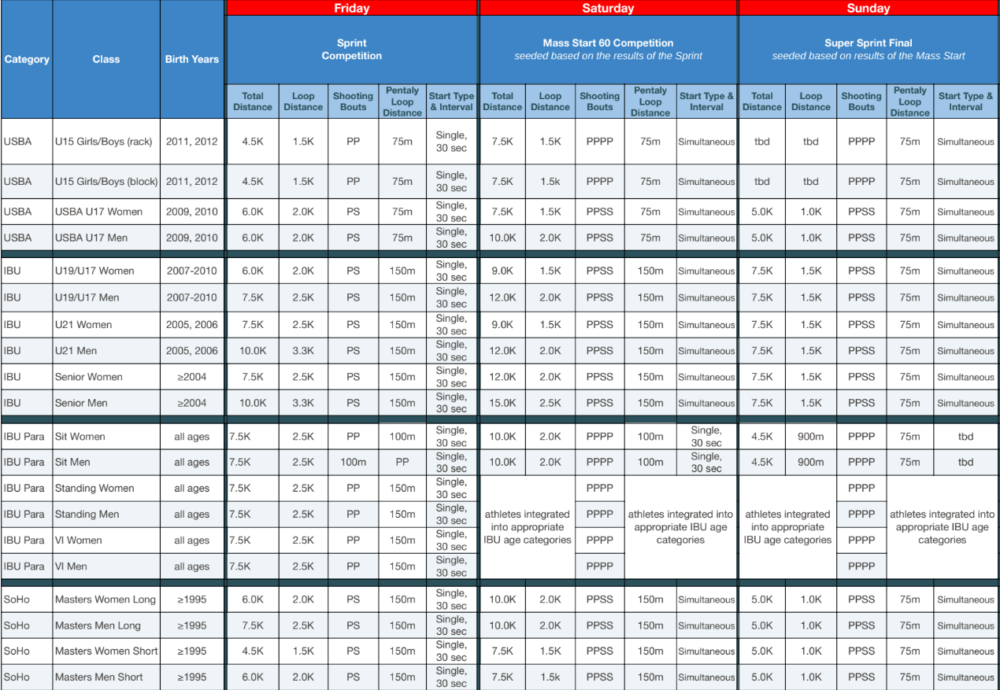 Friday Saturday Sunday
Category Class Birth Years
Sprint
Competition
Mass Start 60 Competition
seeded based on the results of the Sprint
Super Sprint Final
seeded based on results of the Mass Start
Total Distance Loop Distance Shooting Bouts Pentaly Loop Distance Start Type & Interval Total Distance Loop Distance Shooting Bouts Pentaly Loop Distance Start Type & Interval Total Distance Loop Distance Shooting Bouts Pentaly Loop Distance Start Type & Interval
USBA U15 Girls/Boys (rack) 2011, 2012 4.5K 1.5K PP 75m Single, 30 sec 7.5K 1.5K PPPP 75m Simultaneous tbd tbd PPPP 75m Simultaneous
USBA U15 Girls/Boys (block) 2011, 2012 4.5K 1.5K PP 75m Single, 30 sec 7.5K 1.5k PPPP 75m Simultaneous tbd tbd PPPP 75m Simultaneous
USBA USBA U17 Women 2009, 2010 6.0K 2.0K PS 75m Single, 30 sec 7.5K 1.5K PPSS 75m Simultaneous 5.0K 1.0K PPSS 75m Simultaneous
USBA USBA U17 Men 2009, 2010 6.0K 2.0K PS 75m Single, 30 sec 10.0K 2.0K PPSS 75m Simultaneous 5.0K 1.0K PPSS 75m Simultaneous
IBU U19/U17 Women 2007-2010 6.0K 2.0K PS 150m Single, 30 sec 9.0K 1.5K PPSS 150m Simultaneous 7.5K 1.5K PPSS 75m Simultaneous
IBU U19/U17 Men 2007-2010 7.5K 2.5K PS 150m Single, 30 sec 12.0K 2.0K PPSS 150m Simultaneous 7.5K 1.5K PPSS 75m Simultaneous
IBU U21 Women 2005, 2006 7.5K 2.5K PS 150m Single, 30 sec 9.0K 1.5K PPSS 150m Simultaneous 7.5K 1.5K PPSS 75m Simultaneous
IBU U21 Men 2005, 2006 10.0K 3.3K PS 150m Single, 30 sec 12.0K 2.0K PPSS 150m Simultaneous 7.5K 1.5K PPSS 75m Simultaneous
IBU Senior Women ≥2004 7.5K 2.5K PS 150m Single, 30 sec 12.0K 2.0K PPSS 150m Simultaneous 7.5K 1.5K PPSS 75m Simultaneous
IBU Senior Men ≥2004 10.0K 3.3K PS 150m Single, 30 sec 15.0K 2.5K PPSS 150m Simultaneous 7.5K 1.5K PPSS 75m Simultaneous
IBU Para Sit Women all ages 7.5K 2.5K PP 100m Single, 30 sec 10.0K 2.0K PPPP 100m Single, 30 sec 4.5K 900m PPPP 75m tbd
IBU Para Sit Men all ages 7.5K 2.5K 100m PP Single, 30 sec 10.0K 2.0K PPPP 100m Single, 30 sec 4.5K 900m PPPP 75m tbd
IBU Para Standing Women all ages 7.5K 2.5K PP 150m Single, 30 sec PPPP PPPP
IBU Para Standing Men all ages 7.5K 2.5K PP 150m Single, 30 sec PPPP PPPP
athletes integrated into appropriate IBU age categories athletes integrated into appropriate IBU age categories athletes integrated into appropriate IBU age categories athletes integrated into appropriate IBU age categories
IBU Para VI Women all ages 7.5K 2.5K PP 150m Single, 30 sec PPPP PPPP
IBU Para VI Men all ages 7.5K 2.5K PP 150m Single, 30 sec PPPP PPPP
SoHo Masters Women Long ≥1995 6.0K 2.0K PS 150m Single, 30 sec 10.0K 2.0K PPSS 150m Simultaneous 5.0K 1.0K PPSS 75m Simultaneous
SoHo Masters Men Long ≥1995 7.5K 2.5K PS 150m Single, 30 sec 10.0K 2.0K PPSS 150m Simultaneous 5.0K 1.0K PPSS 75m Simultaneous
SoHo Masters Women Short ≥1995 4.5K 1.5K PS 150m Single, 30 sec 7.5K 1.5K PPSS 150m Simultaneous 5.0K 1.0K PPSS 75m Simultaneous
SoHo Masters Men Short ≥1995 6.0K 2.0K PS 150m Single, 30 sec 7.5K 1.5k PPSS 150m Simultaneous 5.0K 1.0K PPSS 75m Simultaneous